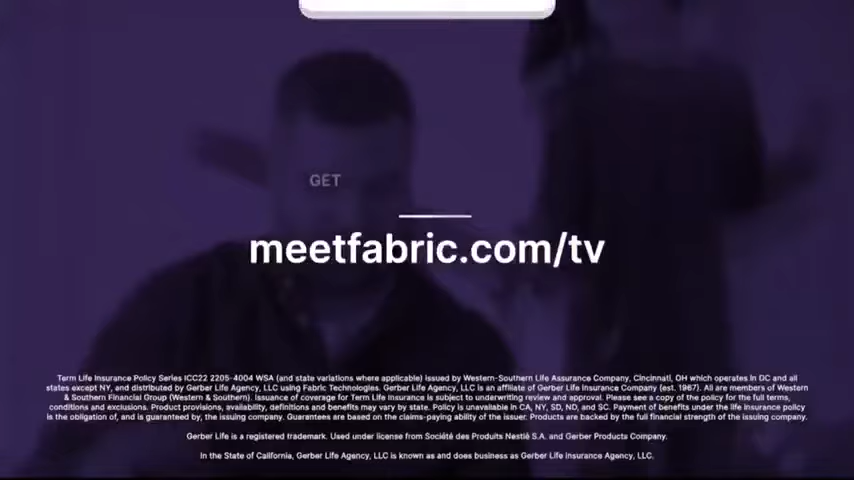 GET
meetfabric.com/tv
Term Life Insurance Policy Series ICC22 2205-4004 WSA (and state variations where applicable) issued by Western-Southern Life Assurance Company, Cincinnati, OH which operates in DC and all
states except NY, and distributed by Gerber Life Agency, LLC using Fabric Technologies. Gerber Life Agency, LLC is an affiliate of Gerber Life Insurance Company (est. 1967). All are members of Western
& Southern Financial Group (Western & Southern). Issuance of coverage for Term Life Insurance is subject to underwriting review and approval. Please see a copy of the policy for the full terms,
conditions and exclusions. Product provisions, availability, definitions and benefits may vary by state. Policy is unavailable in CA, NY, SD, ND, and SC. Payment of benefits under the life insurance policy
is the obligation of, and is guaranteed by, the issuing company. Guarantees are based on the claims-paying ability of the issuer. Products are backed by the full financial strength of the issuing company.
Gerber Life is a registered trademark. Used under license from Société des Produits Nestlé S.A. and Gerber Products Company.
In the State of California, Gerber Life Agency, LLC is known as and does business as Gerber Life Insurance Agency, LLC.